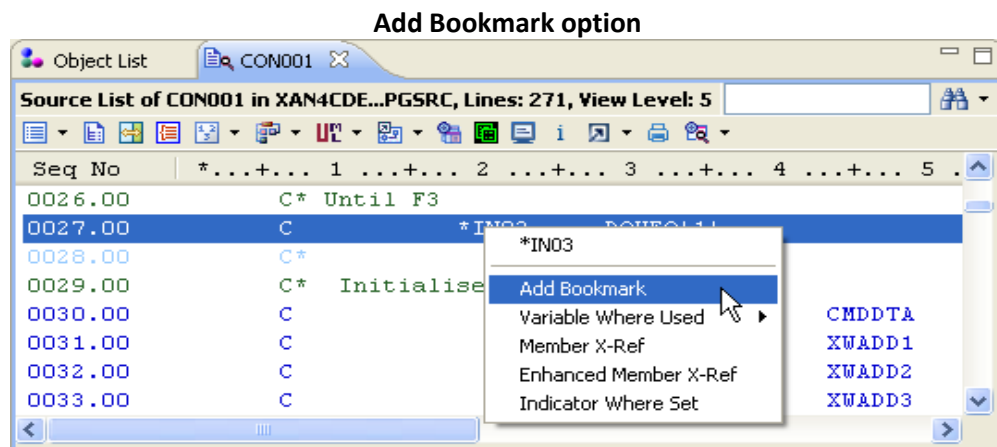 Add Bookmark option
Object List CON001
Source List of CON001 in XAN4CDE...PGSRC, Lines: 271, View Level: 5
Seq No *...+... 1 ...+... 2 ...+... 3 ...+... 4 ...+... 5 .
0026.00 C* Until F3
0027.00 C
0028.00 C*
0029.00 C* Initialise
0030.00 C CMDDTA
0031.00 C XWADD1
0032.00 C XWADD2
0033.00 C XWADD3
*IN03
Add Bookmark
Variable Where Used
Member X-Ref
Enhanced Member X-Ref
Indicator Where Set